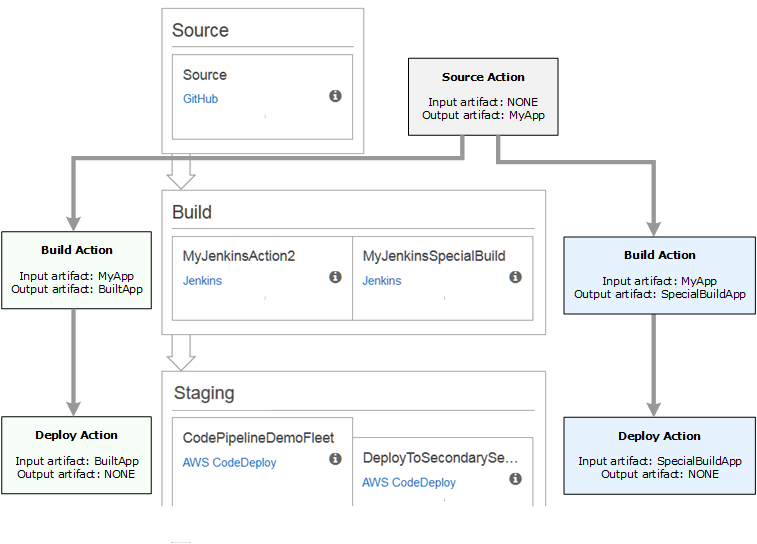 Source
Source
GitHub
Source Action
Input artifact: NONE
Output artifact: MyApp
Build
MyJenkinsAction2
Jenkins
MyJenkinsSpecialBuild
Jenkins
Build Action
Input artifact: MyApp
Output artifact: BuiltApp
Build Action
Input artifact: MyApp
Output artifact: SpecialBuildApp
Staging
CodePipelineDemoFleet
AWS CodeDeploy
DeployToSecondarySe...
AWS CodeDeploy
Deploy Action
Input artifact: BuiltApp
Output artifact: NONE
Deploy Action
Input artifact: SpecialBuildApp
Output artifact: NONE